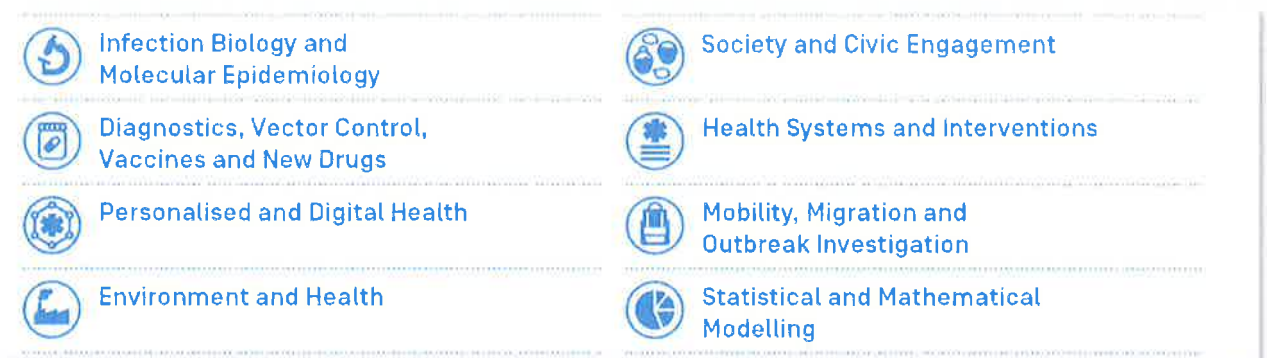 Infection Biology and
Molecular Epidemiology
Diagnostics, Vector Control,
Vaccines and New Drugs
Personalised and Digital Health
Environment and Health
Society and Civic Engagement
Health Systems and Interventions
Mobility, Migration and
Outbreak Investigation
Statistical and Mathematical
Modelling